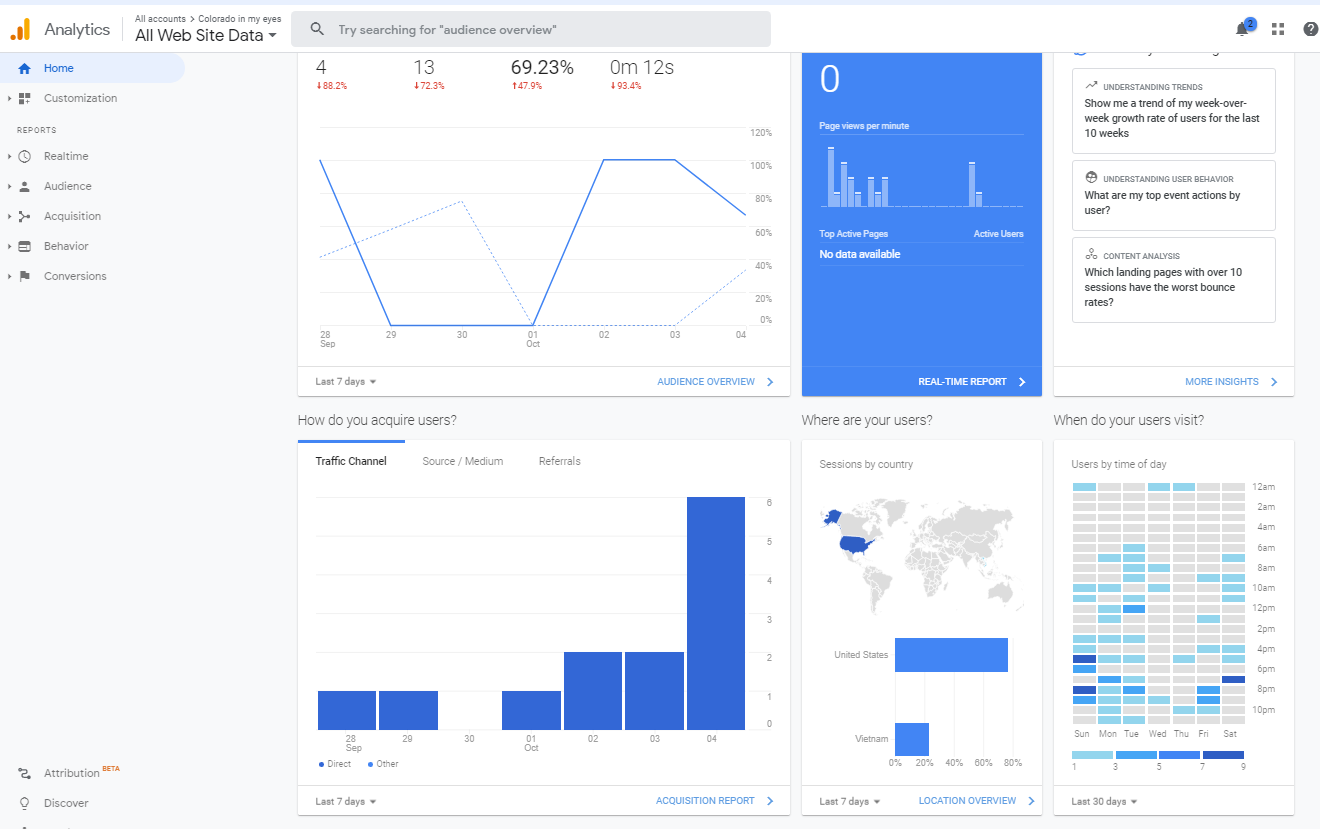 Analytics
All accounts > Colorado in my eyes
All Web Site Data
Try searching for "audience overview"
2
Home
Customization
REPORTS
Realtime
Audience
Acquisition
Behavior
Conversions
Attribution BETA
Discover
4 13 69.23% 0m 12s
88.2% 72.3% 47.9% 93.4%
120%
100%
80%
60%
40%
20%
0%
28 29 30 01 02 03 04
Sep Oct
Last 7 days
AUDIENCE OVERVIEW
0
Page views per minute
Top Active Pages Active Users
No data available
REAL-TIME REPORT
UNDERSTANDING TRENDS
Show me a trend of my week-over-
week growth rate of users for the last
10 weeks
UNDERSTANDING USER BEHAVIOR
What are my top event actions by
user?
CONTENT ANALYSIS
Which landing pages with over 10
sessions have the worst bounce
rates?
MORE INSIGHTS
How do you acquire users?
Traffic Channel Source / Medium Referrals
6
5
4
3
2
1
0
28 29 30 01 02 03 04
Sep Oct
Direct Other
Last 7 days
ACQUISITION REPORT
Where are your users?
Sessions by country
United States
Vietnam
0% 20% 40% 60% 80%
Last 7 days
LOCATION OVERVIEW
When do your users visit?
Users by time of day
12am
2am
4am
6am
8am
10am
12pm
2pm
4pm
6pm
8pm
10pm
Sun Mon Tue Wed Thu Fri Sat
1 3 5 7 9
Last 30 days